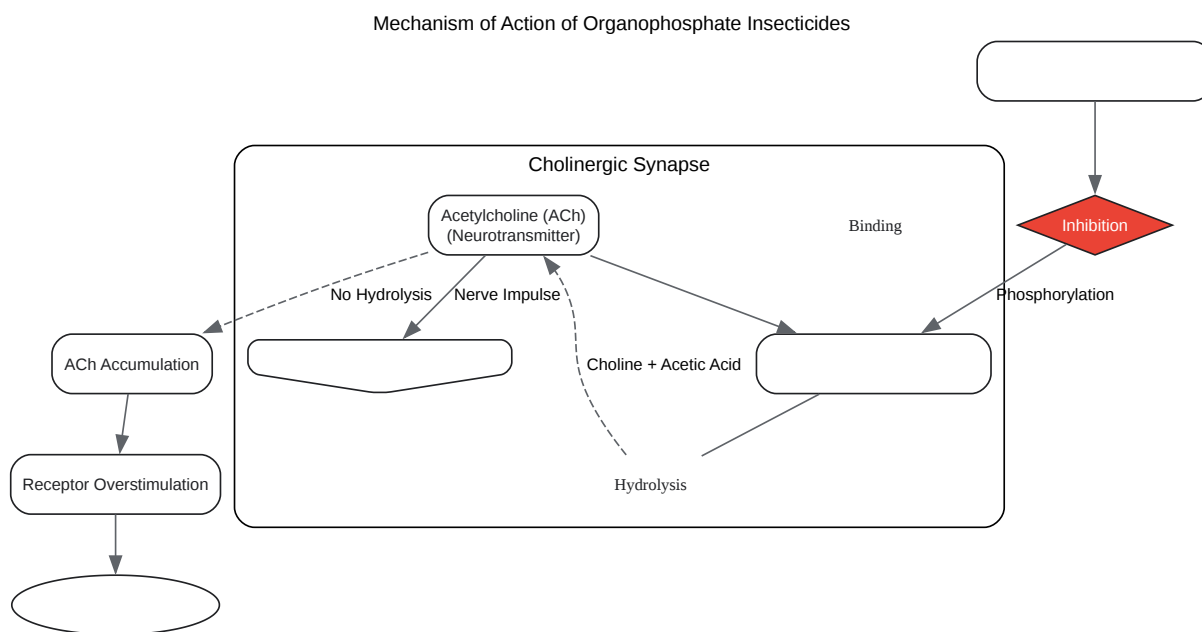 Mechanism of Action of Organophosphate Insecticides
Cholinergic Synapse
Acetylcholine (ACh)
(Neurotransmitter)
Binding
Inhibition
No Hydrolysis
Nerve Impulse
Phosphorylation
ACh Accumulation
Choline + Acetic Acid
Receptor Overstimulation
Hydrolysis